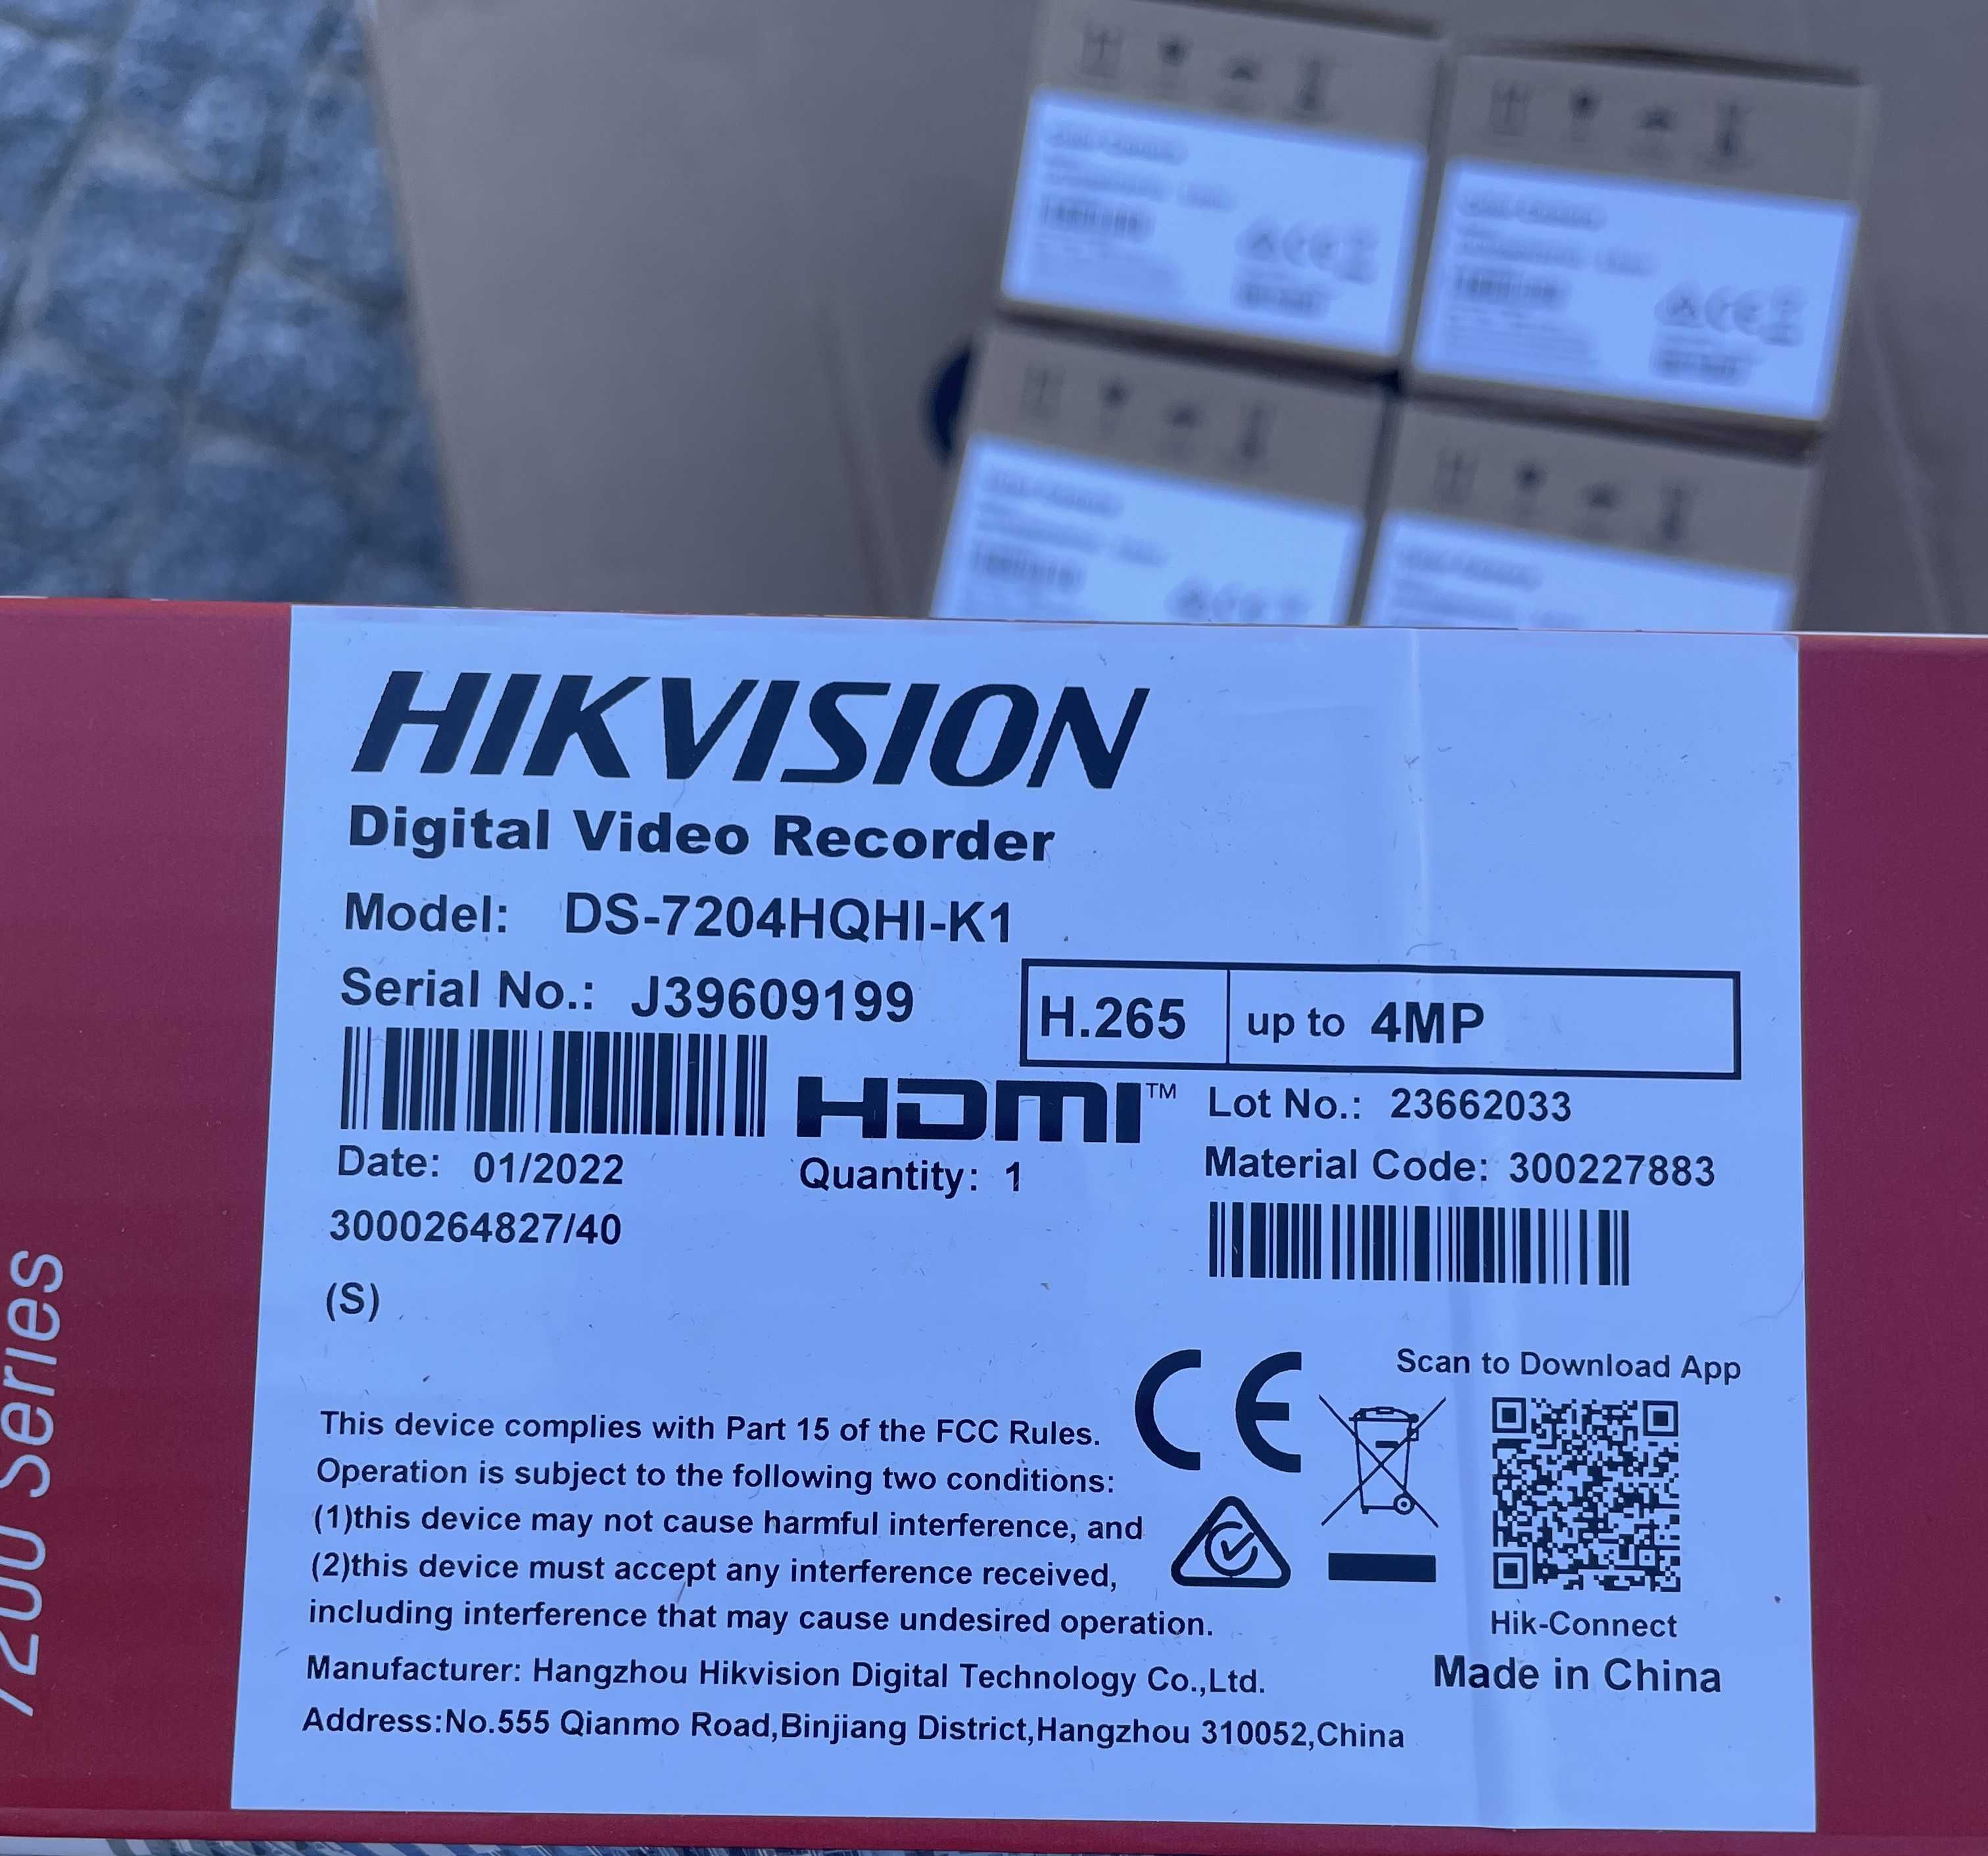 HIKVISION
Digital Video Recorder
Model: DS-7204HQHI-K1
Serial No.: J39609199
H.265 up to 4MP
HDMI™
Lot No.: 23662033
Date: 01/2022
Quantity: 1
Material Code: 300227883
3000264827/40
(S)
CE
Scan to Download App
This device complies with Part 15 of the FCC Rules.
Operation is subject to the following two conditions:
(1)this device may not cause harmful interference, and
(2)this device must accept any interference received,
including interference that may cause undesired operation.
Hik-Connect
Manufacturer: Hangzhou Hikvision Digital Technology Co.,Ltd.
Made in China
Address:No.555 Qianmo Road,Binjiang District,Hangzhou 310052,China
7200 Series